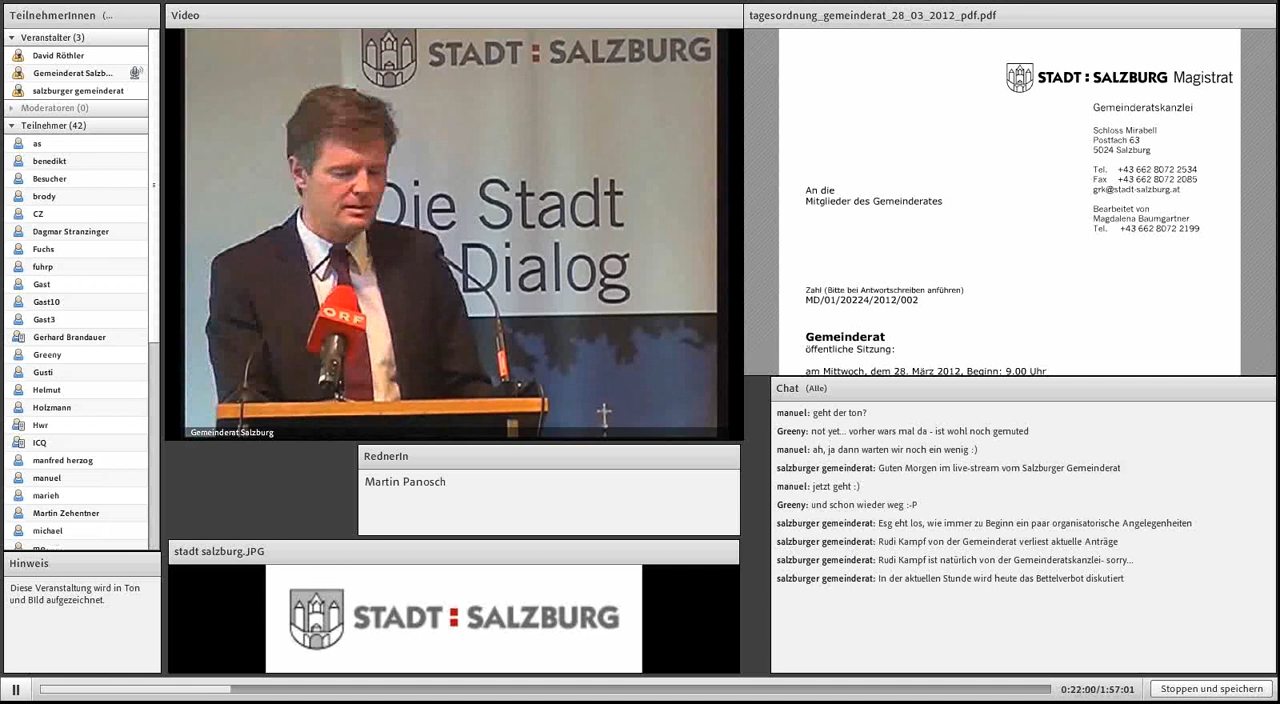 TeilnehmerInnen (...
Veranstalter (3)
David Röthler
Gemeinderat Salzb...
salzburger gemeinderat
Moderatoren (0)
Teilnehmer (42)
as
benedikt
Besucher
brody
CZ
Dagmar Stranzinger
Fuchs
fuhrp
Gast
Gast10
Gast3
Gerhard Brandauer
Greeny
Gusti
Helmut
Holzmann
Hwr
ICQ
manfred herzog
manuel
marieh
Martin Zehentner
michael
Hinweis
Diese Veranstaltung wird in Ton
und BIld aufgezeichnet.
Video
STADT : SALZBURG
Die Stadt
Dialog
ORF
Gemeinderat Salzburg
RednerIn
Martin Panosch
stadt salzburg.JPG
STADT : SALZBURG
tagesordnung_gemeinderat_28_03_2012_pdf.pdf
STADT : SALZBURG Magistrat
Gemeinderatskanzlei
Schloss Mirabell
Postfach 63
5024 Salzburg
Tel. +43 662 8072 2534
Fax +43 662 8072 2085
grk@stadt-salzburg.at
Bearbeitet von
Magdalena Baumgartner
Tel. +43 662 8072 2199
An die
Mitglieder des Gemeinderates
Zahl (Bitte bei Antwortschreiben anführen)
MD/01/20224/2012/002
Gemeinderat
öffentliche Sitzung:
am Mittwoch, dem 28. März 2012, Beginn: 9.00 Uhr
Chat (Alle)
manuel: geht der ton?
Greeny: not yet... vorher wars mal da - ist wohl noch gemuted
manuel: ah, ja dann warten wir noch ein wenig :)
salzburger gemeinderat: Guten Morgen im live-stream vom Salzburger Gemeinderat
manuel: jetzt geht :)
Greeny: und schon wieder weg :-P
salzburger gemeinderat: Esg eht los, wie immer zu Beginn ein paar organisatorische Angelegenheiten
salzburger gemeinderat: Rudi Kampf von der Gemeinderat verliest aktuelle Anträge
salzburger gemeinderat: Rudi Kampf ist natürlich von der Gemeinderatskanzlei- sorry...
salzburger gemeinderat: In der aktuellen Stunde wird heute das Bettelverbot diskutiert
0:22:00/1:57:01
Stoppen und speichern